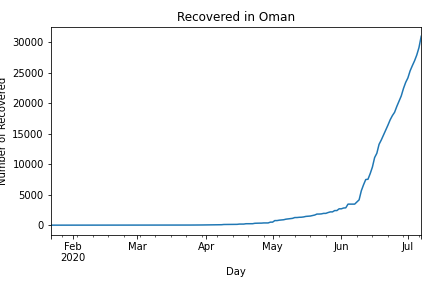 Recovered in Oman
30000
25000
20000
15000
10000
5000
0
Number of Recovered
Feb
2020
Mar
Apr
May
Jun
Jul
Day